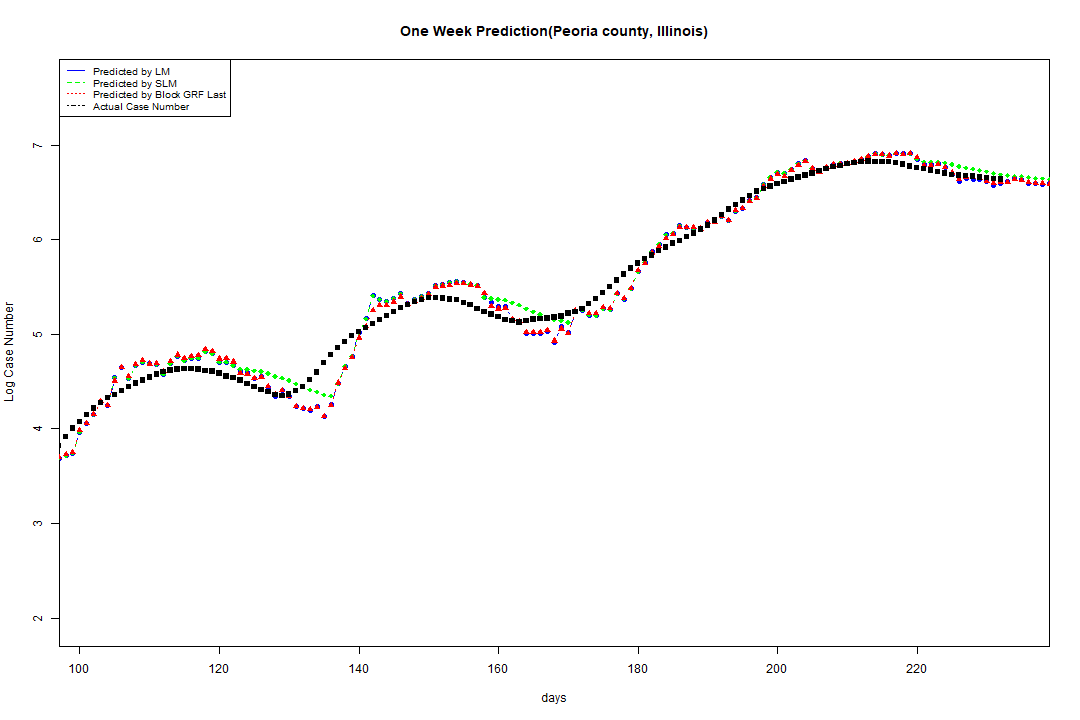 One Week Prediction(Peoria county, Illinois)
Predicted by LM
Predicted by SLM
Predicted by Block GRF Last
Actual Case Number
7
6
5
4
3
2
Log Case Number
100 120 140 160 180 200 220
days